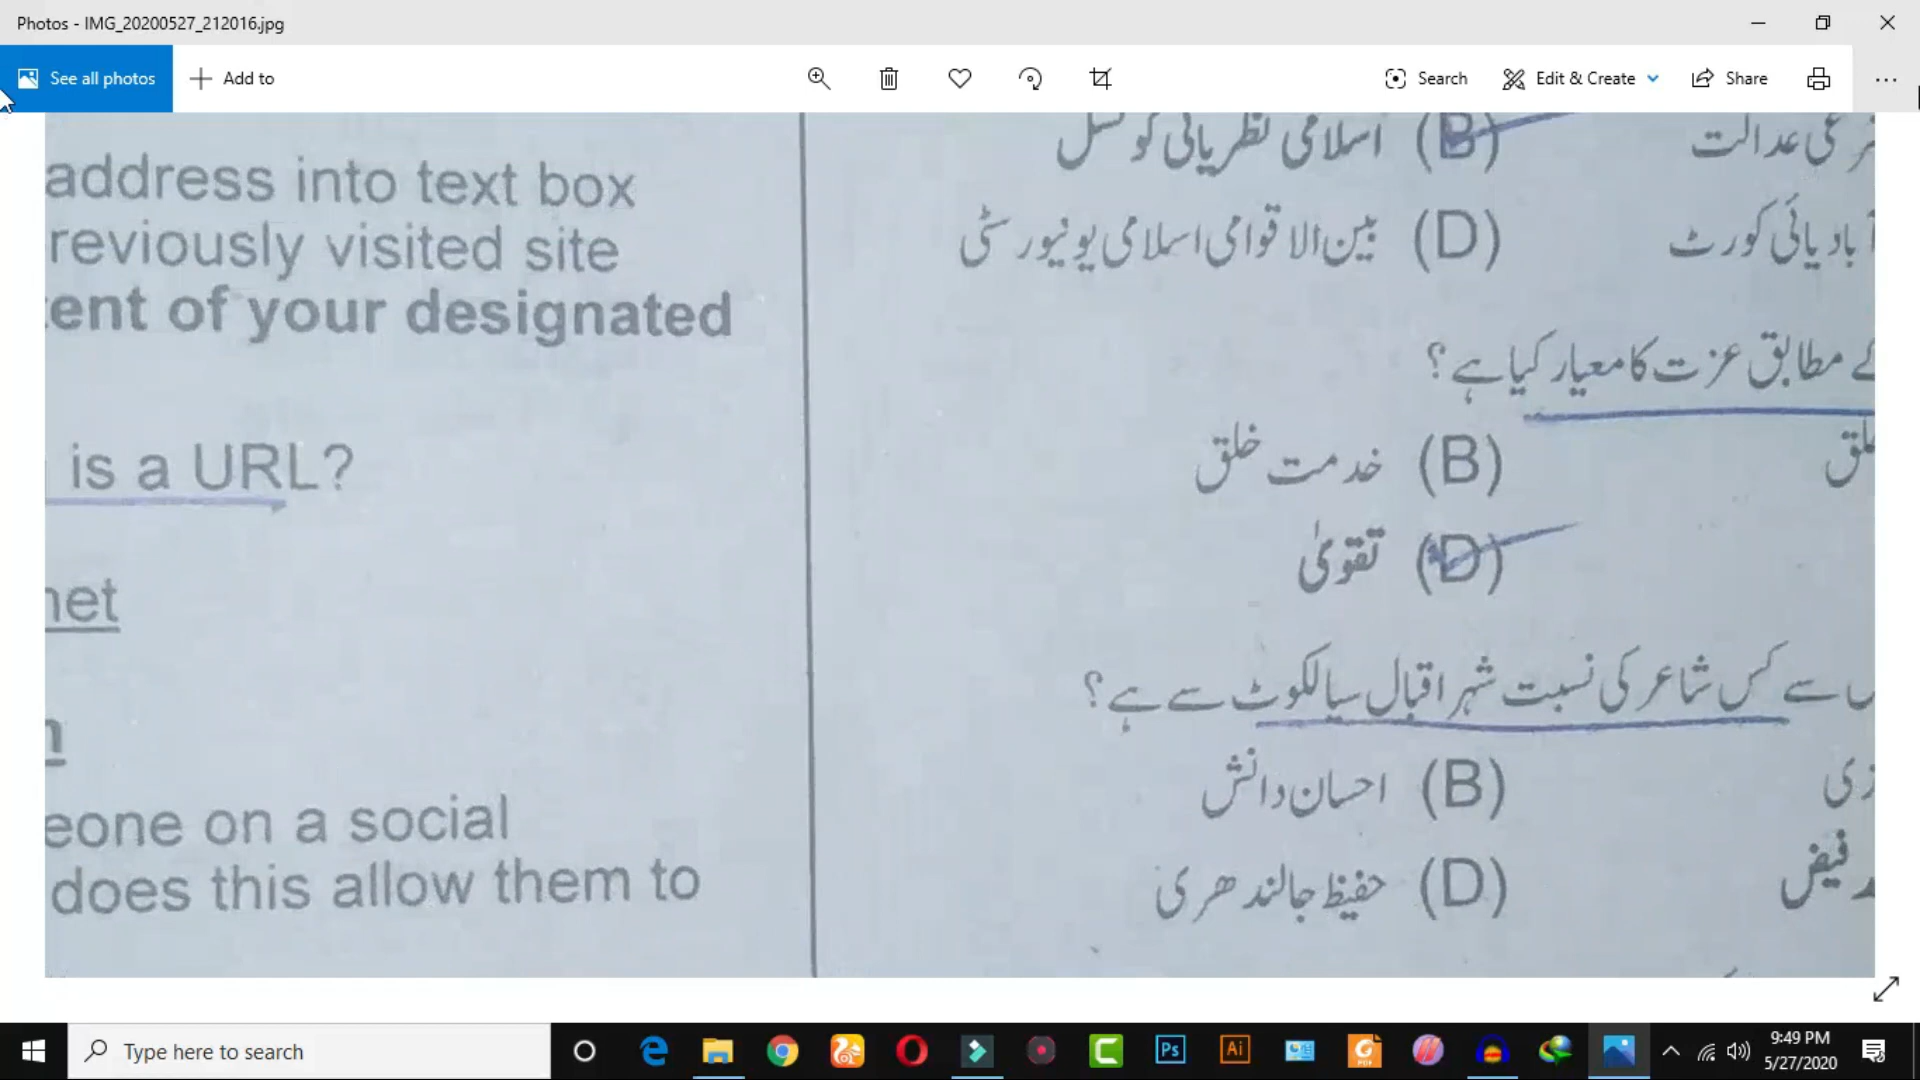 Photos - IMG_20200527_212016.jpg
See all photos
Add to
Search
Edit & Create
Share
address into text box
reviously visited site
tent of your designated
is a URL?
net
eone on a social
does this allow them to
عدالت (B) اسلامی نظریاتی کونسل
یائی کورٹ (D) بین الاقوامی اسلامی یونیورسٹی
کے مطابق عزت کا معیار کیا ہے؟
(B) خدمت خلق
(D) تقویٰ
سے کس شاعر کی نسبت شہر اقبال سیالکوٹ سے ہے؟
(B) احسان دانش
فیض (D) حفیظ جالندھری
Type here to search
9:49 PM
5/27/2020